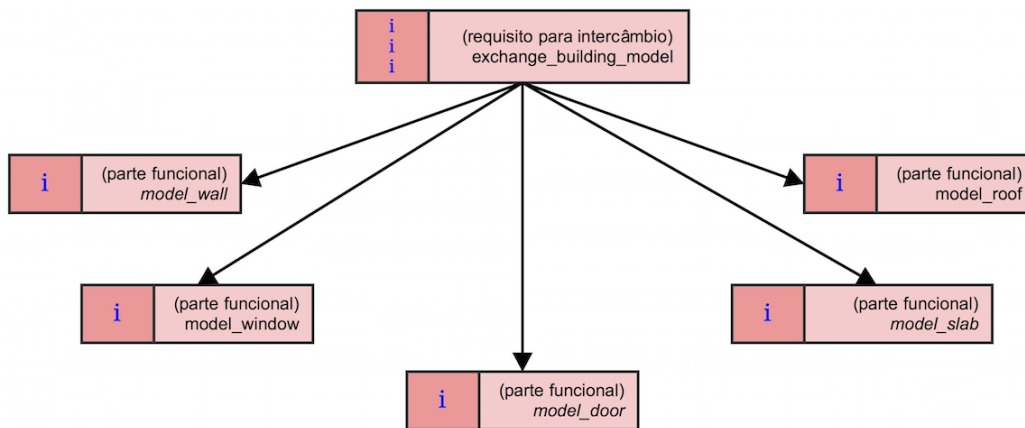 i
i
i
(requisito para intercâmbio)
exchange_building_model
i
(parte funcional)
model_wall
i
(parte funcional)
model_roof
i
(parte funcional)
model_window
i
(parte funcional)
model_slab
i
(parte funcional)
model_door